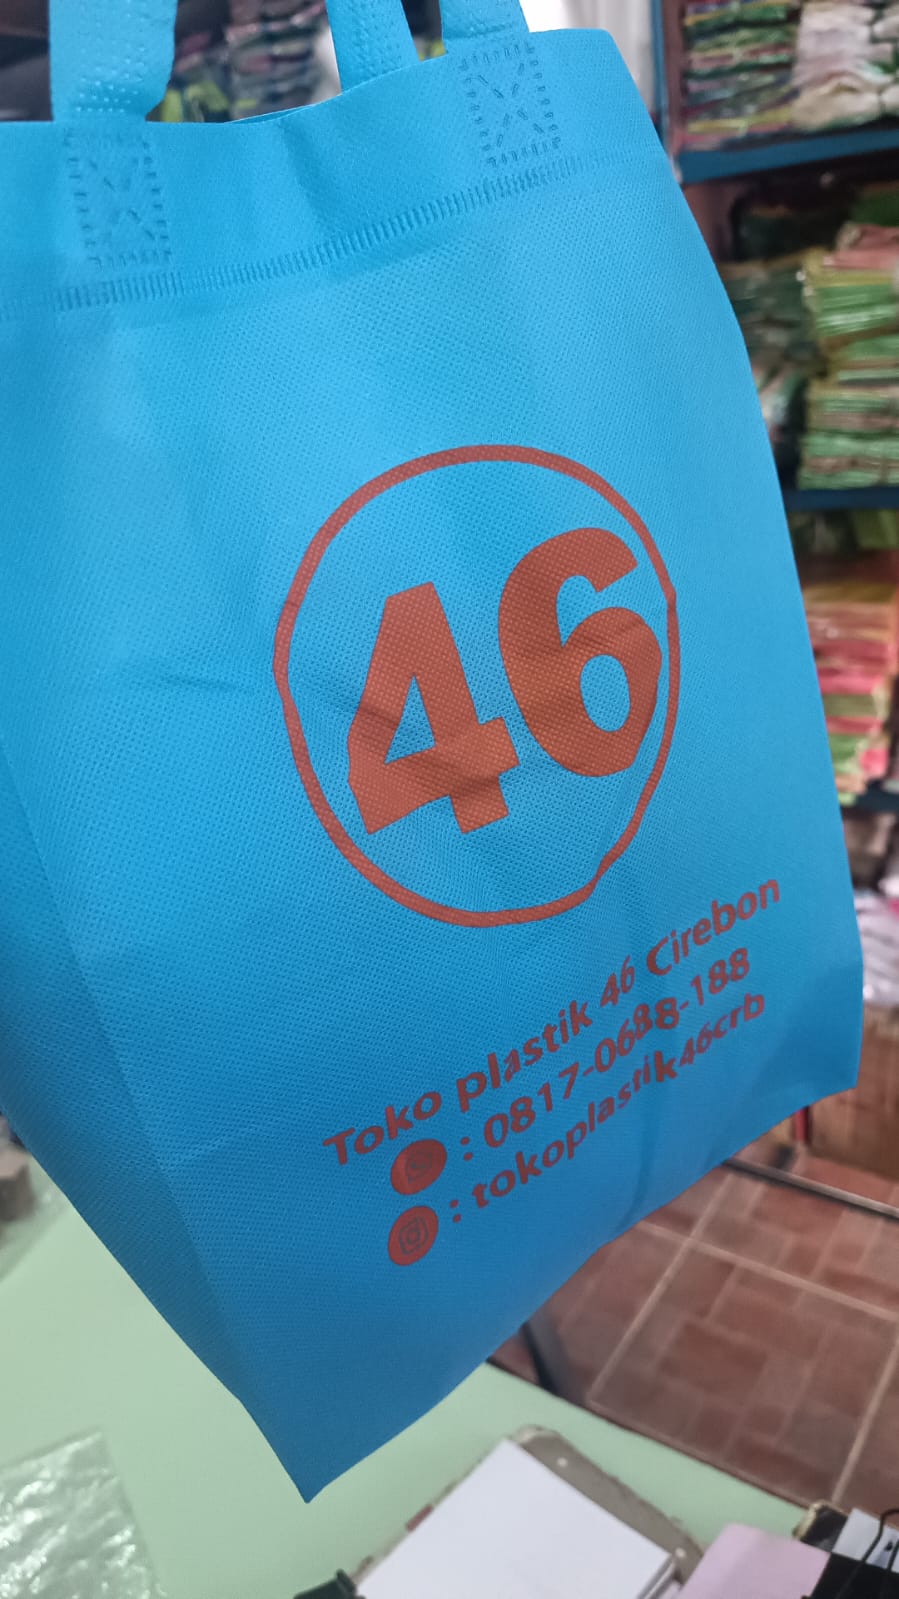 46
Toko plastik 46 Cirebon
: 0817-0688-188
: tokoplastik46crb